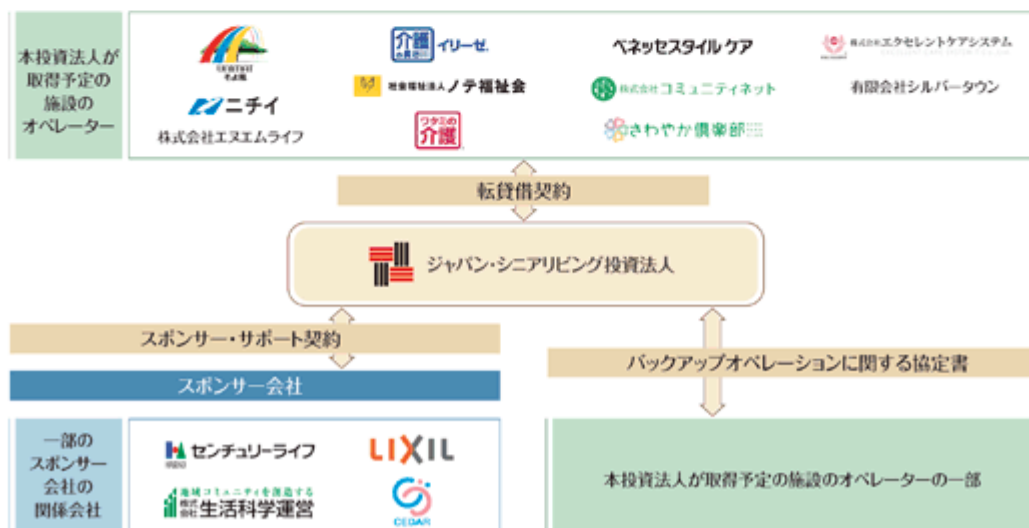 本投資法人が
取得予定の
施設の
オペレーター
そよ風
ニチイ
株式会社エヌエムライフ
介護 イリーゼ
社会福祉法人 ノテ福祉会
ワタミの
介護
ベネッセスタイル ケア
株式会社 コミュニティネット
さわやか倶楽部
株式会社 エクセレントケアシステム
有限会社シルバータウン
転貸借契約
ジャパン・シニアリビング投資法人
スポンサー・サポート契約
スポンサー会社
バックアップオペレーションに関する協定書
一部の
スポンサー
会社の
関係会社
センチュリーライフ
LIXIL
地域コミュニティを創造する
株式会社 生活科学運営
CEDAR
本投資法人が取得予定の施設のオペレーターの一部